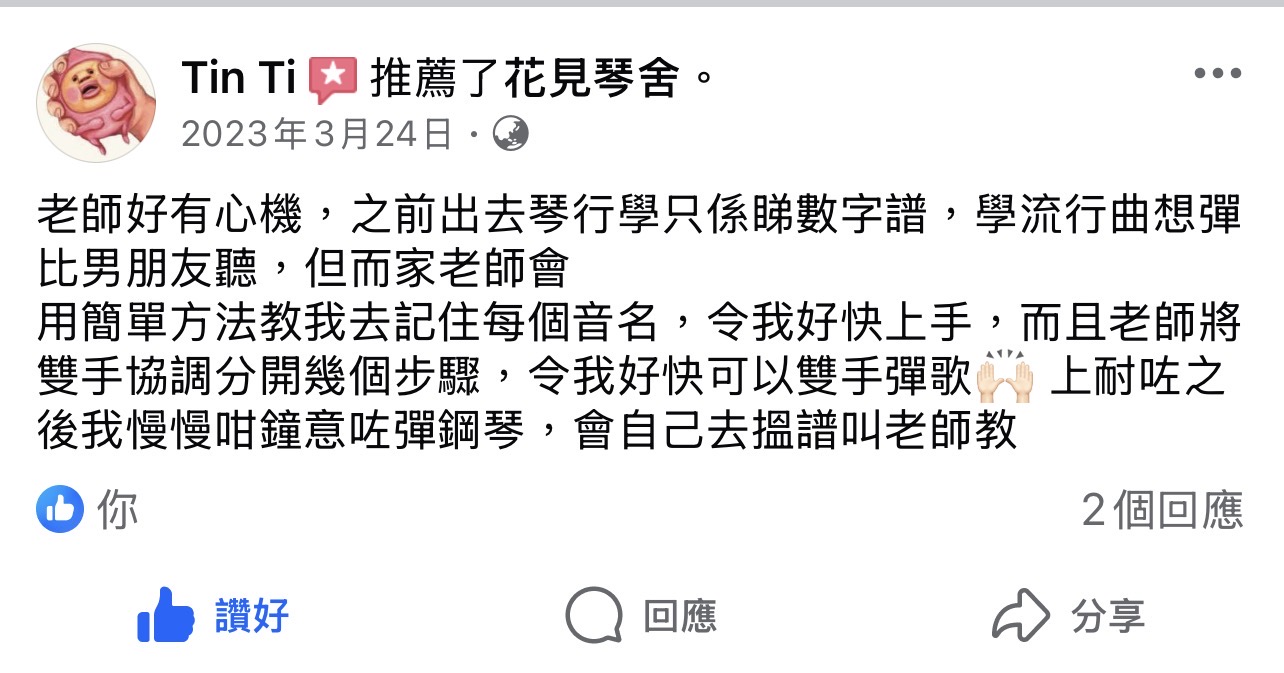 Tin Ti 推薦了花見琴舍。
2023年3月24日 ·
老師好有心機，之前出去琴行學只係睇數字譜，學流行曲想彈
比男朋友聽，但而家老師會
用簡單方法教我去記住每個音名，令我好快上手，而且老師將
雙手協調分開幾個步驟，令我好快可以雙手彈歌🙌🏻 上耐咗之
後我慢慢咁鐘意咗彈鋼琴，會自己去搵譜叫老師教
你 2個回應
讚好 回應 分享